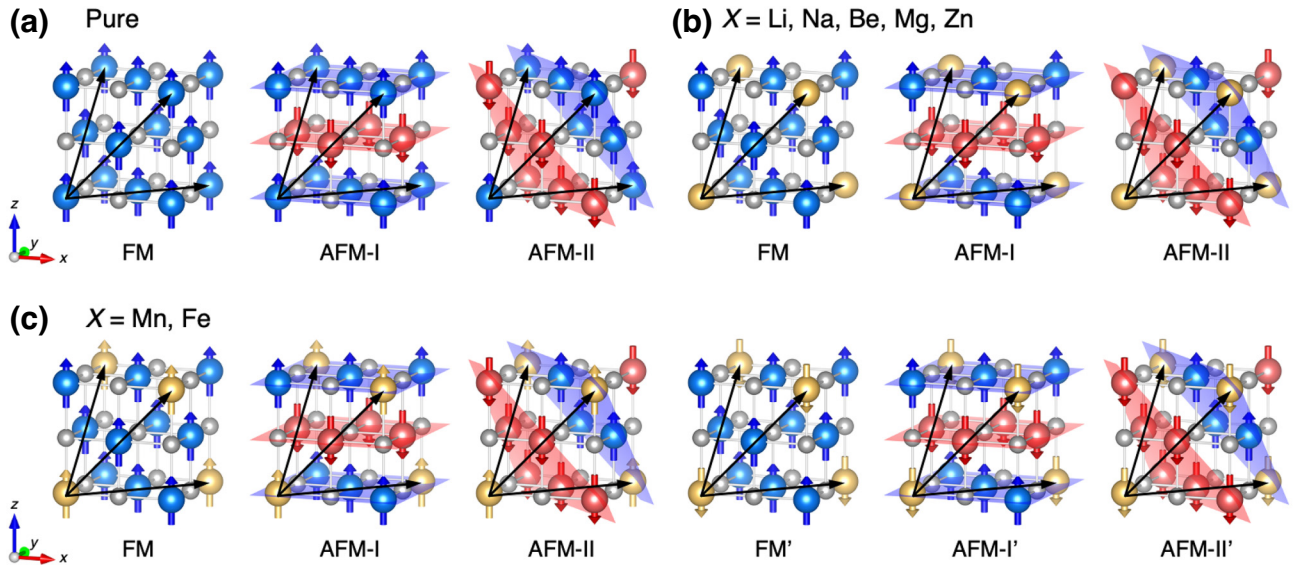 (a) Pure
(b) X = Li, Na, Be, Mg, Zn
z
y
x
FM
AFM-I
AFM-II
FM
AFM-I
AFM-II
(c) X = Mn, Fe
z
y
x
FM
AFM-I
AFM-II
FM'
AFM-I'
AFM-II'